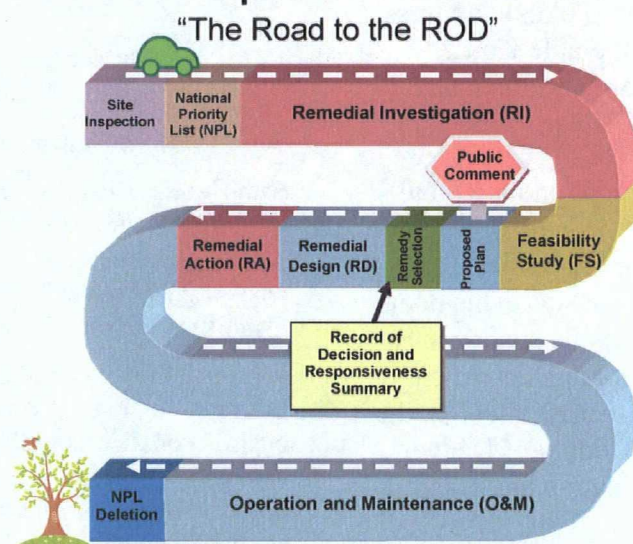 “The Road to the ROD”
Site
Inspection
National
Priority
List (NPL)
Remedial Investigation (RI)
Public
Comment
Remedial
Action (RA)
Remedial
Design (RD)
Remedy
Selection
Proposed
Plan
Feasibility
Study (FS)
Record of
Decision and
Responsiveness
Summary
NPL
Deletion
Operation and Maintenance (O&M)